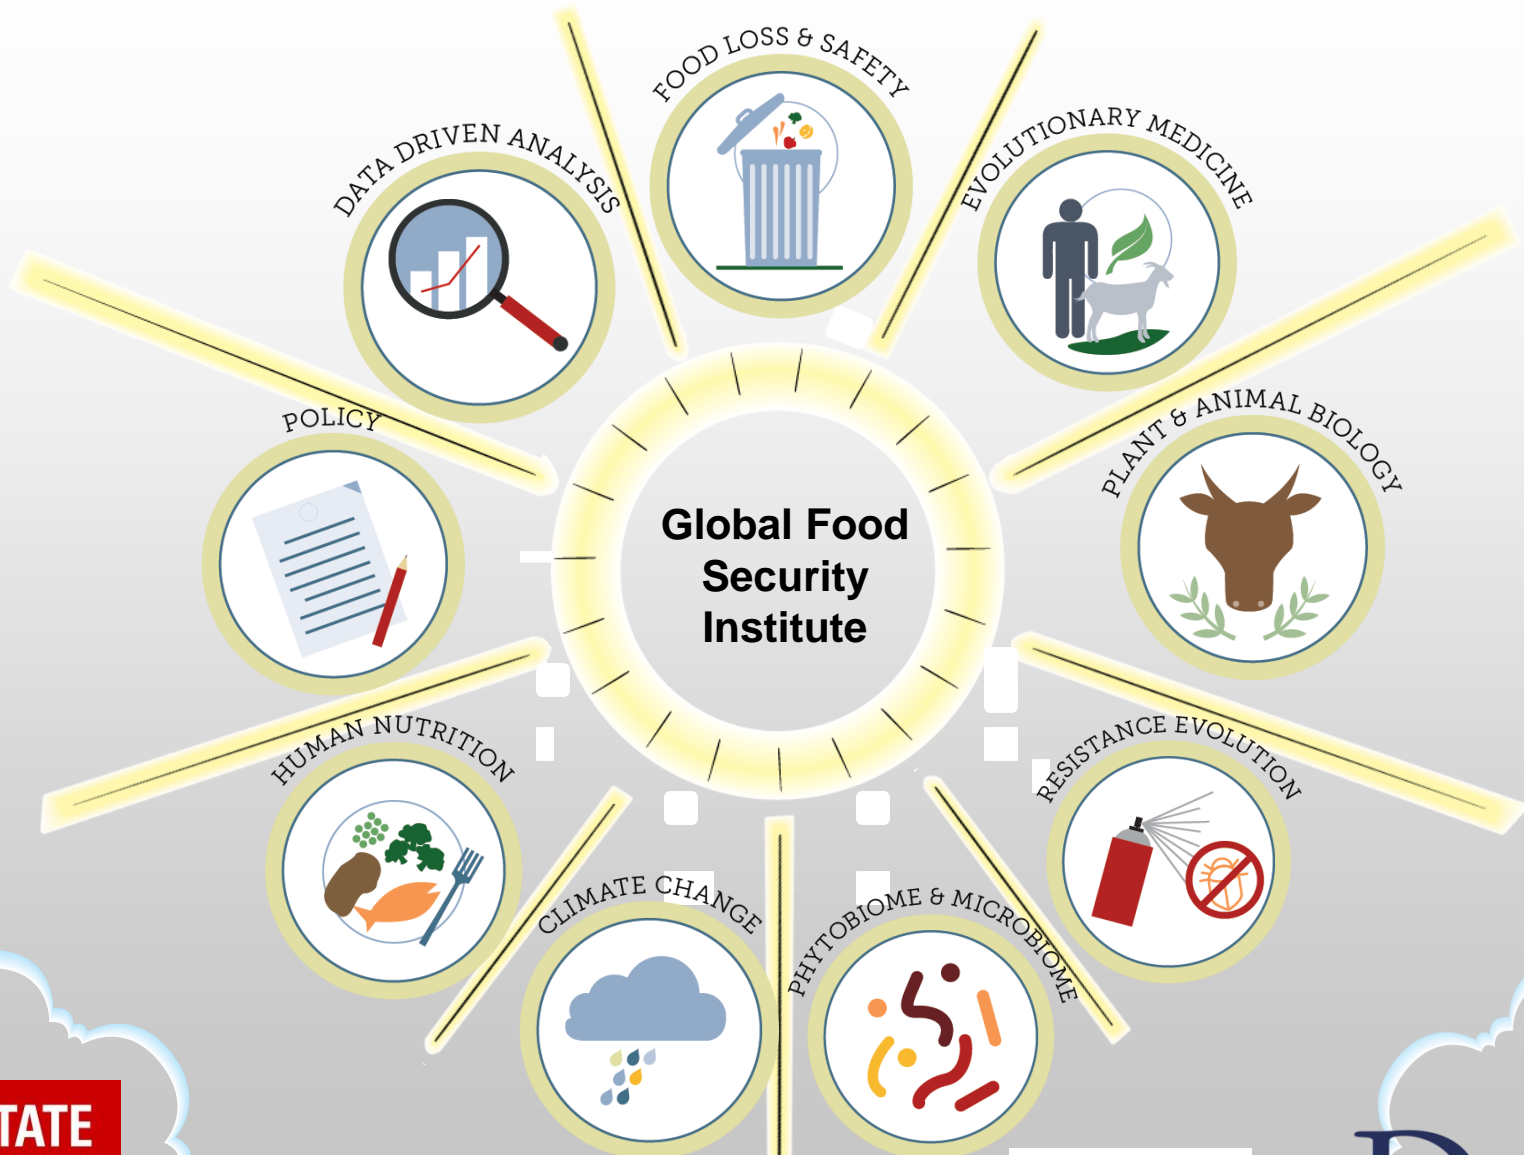 FOOD LOSS & SAFETY
EVOLUTIONARY MEDICINE
DATA DRIVEN ANALYSIS
PLANT & ANIMAL BIOLOGY
POLICY
Global Food
Security
Institute
RESISTANCE EVOLUTION
HUMAN NUTRITION
CLIMATE CHANGE
PHYTOBIOME & MICROBIOME
TATE